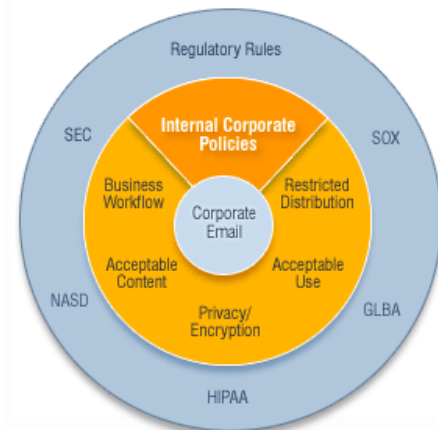 Regulatory Rules
Internal Corporate
Policies
SEC
SOX
Business
Workflow
Restricted
Distribution
Corporate
Email
Acceptable
Content
Acceptable
Use
NASD
GLBA
Privacy/
Encryption
HIPAA